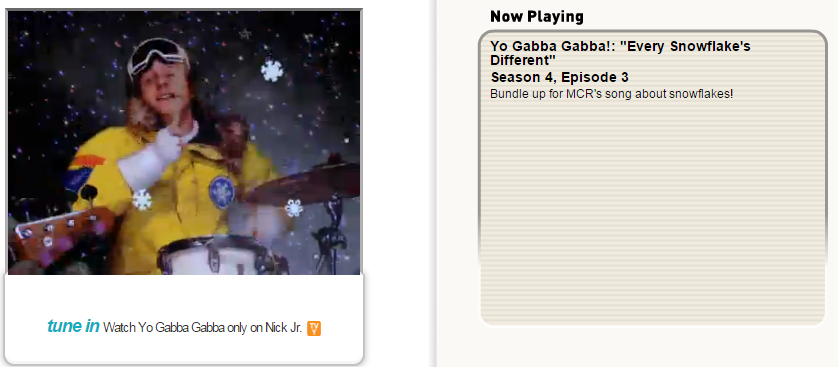 Now Playing
Yo Gabba Gabba!: "Every Snowflake's
Different"
Season 4, Episode 3
Bundle up for MCR's song about snowflakes!
tune in Watch Yo Gabba Gabba only on Nick Jr. TV